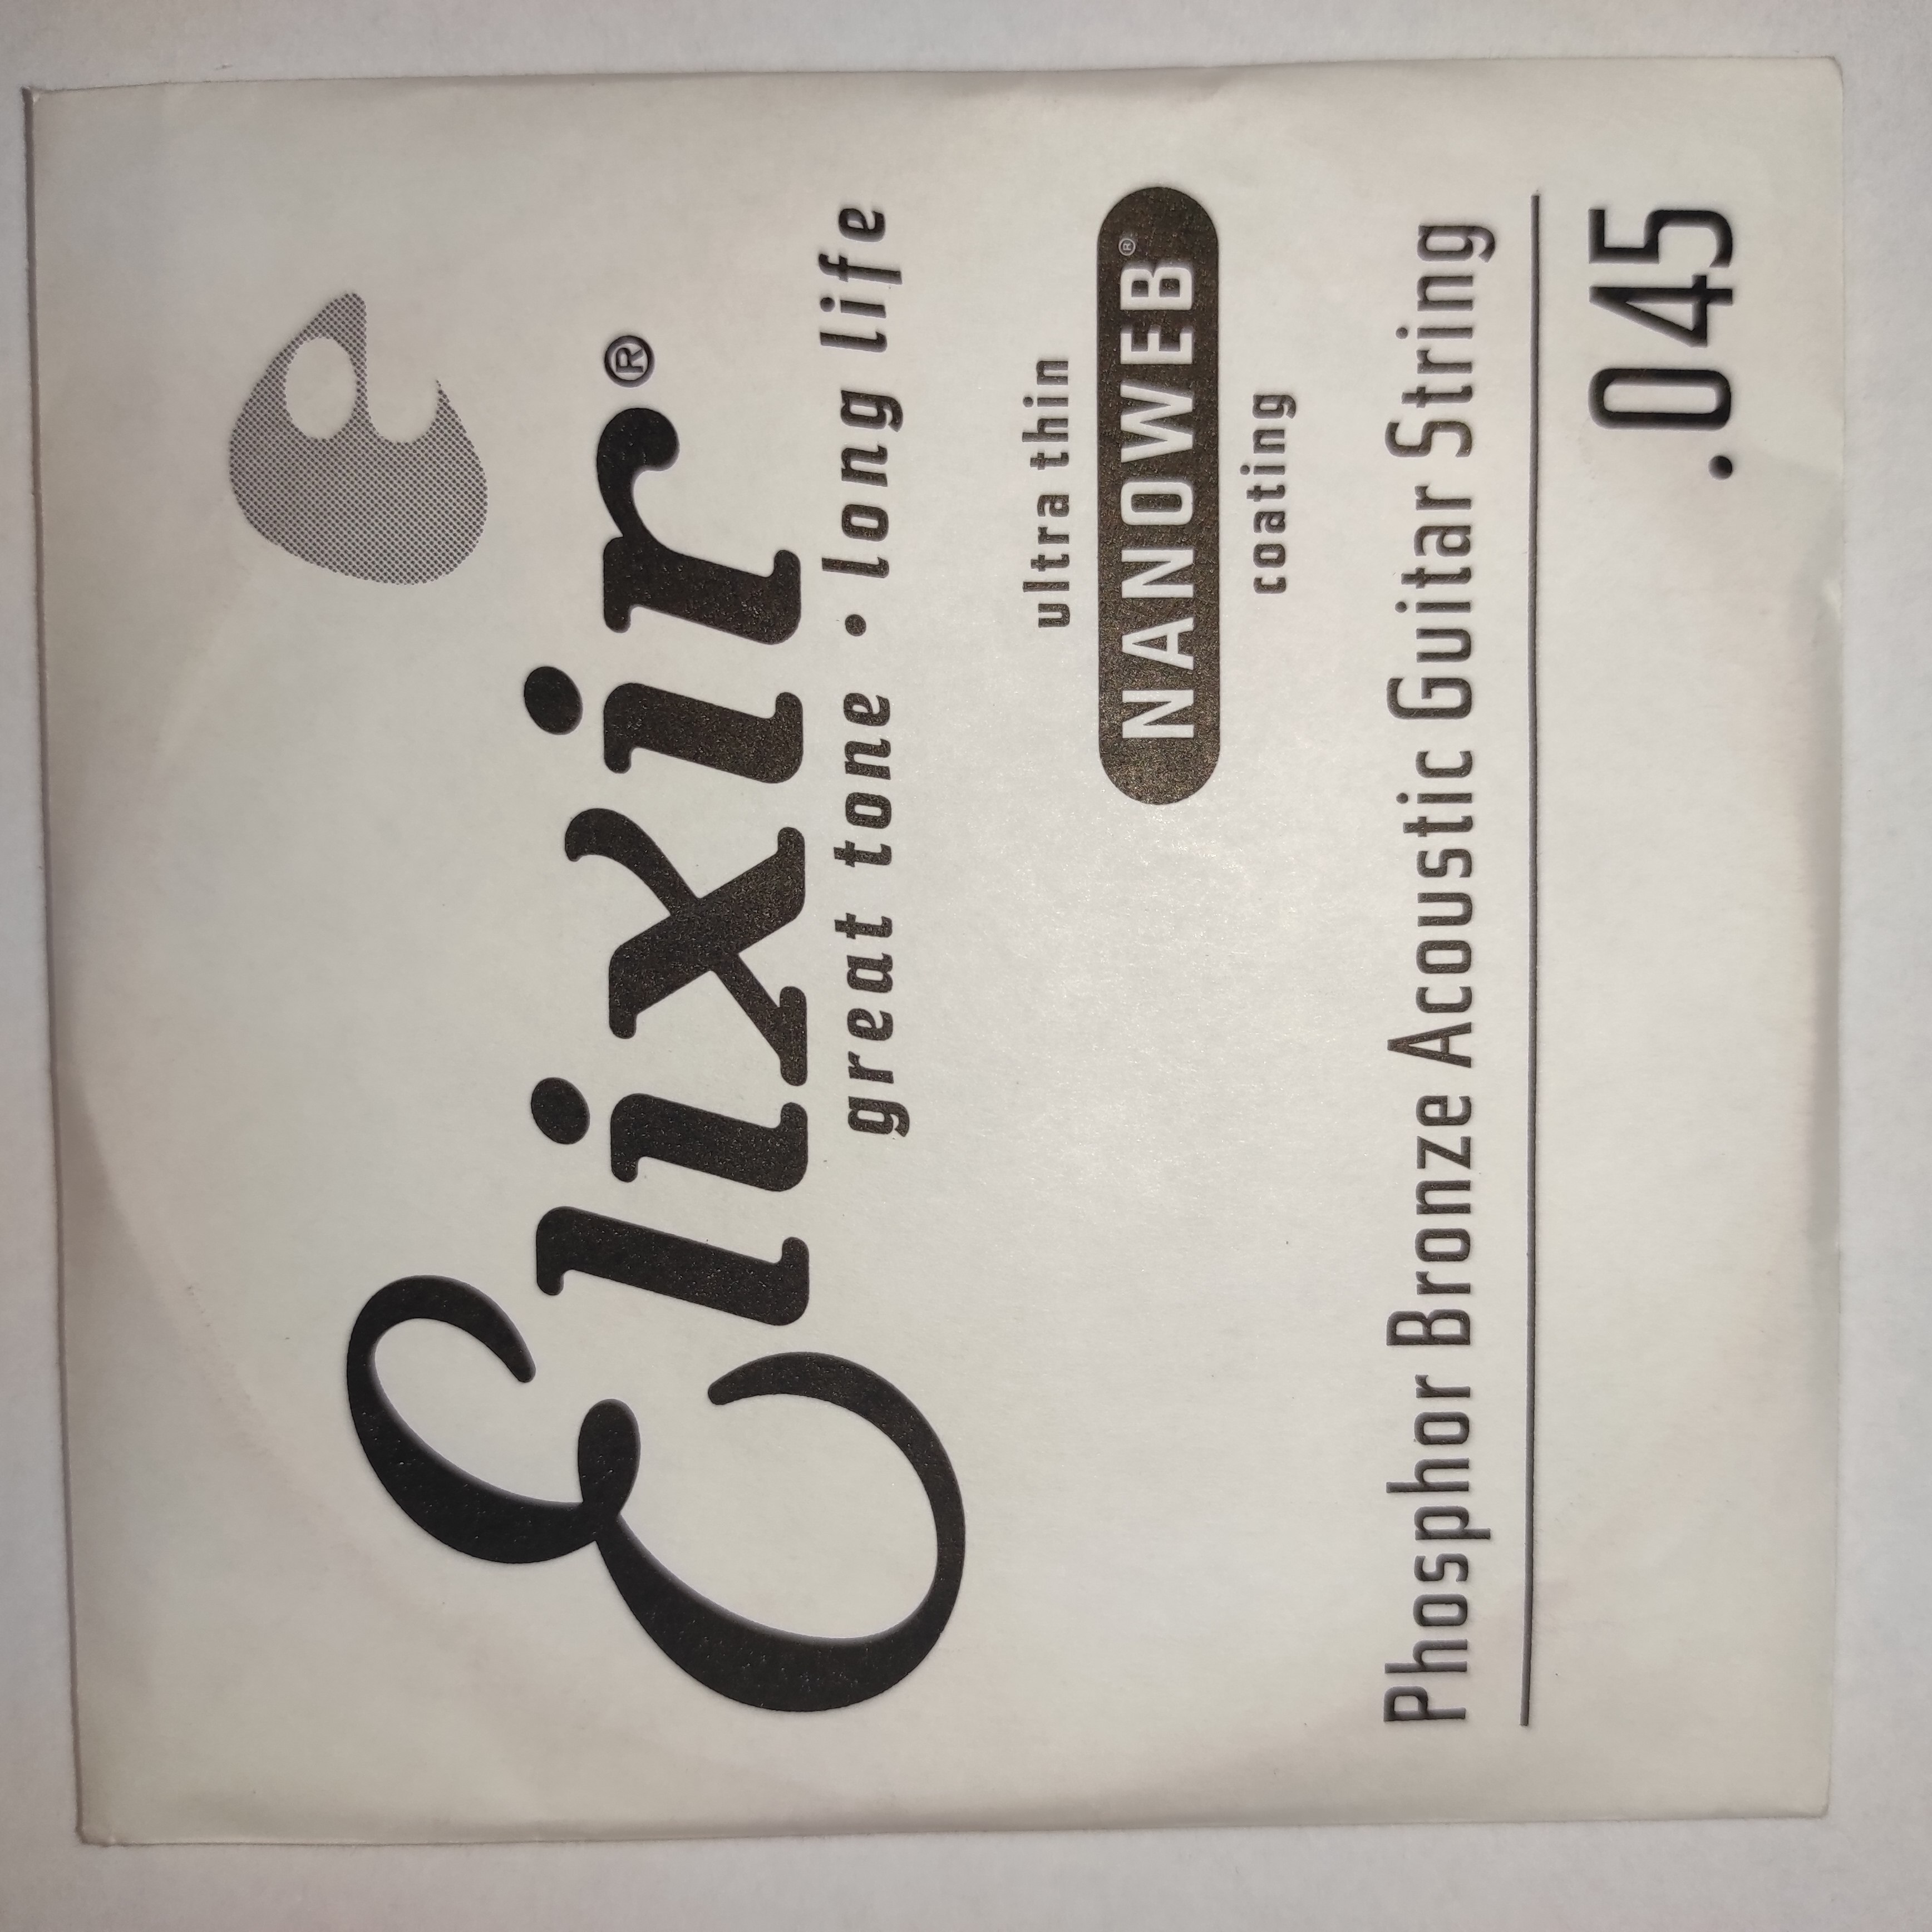 e
Elixir®
great tone • long life
ultra thin
NANOWEB®
coating
Phosphor Bronze Acoustic Guitar String
.045